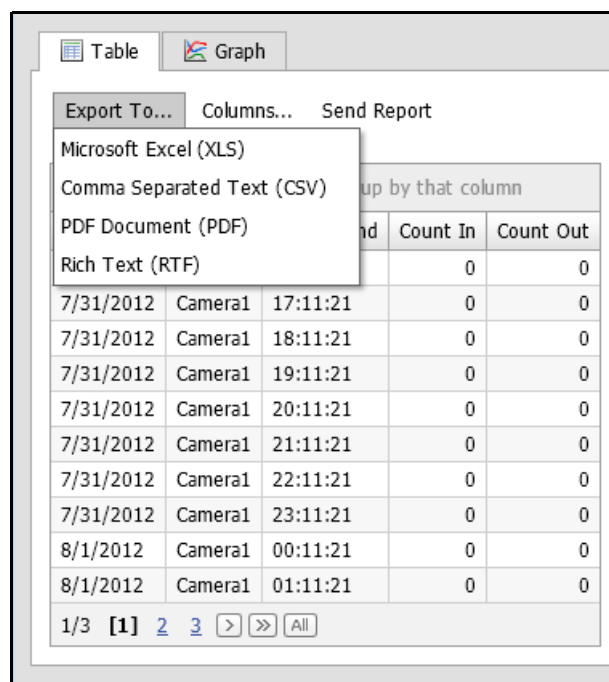 Table Graph
Export To... Columns... Send Report
Microsoft Excel (XLS)
Comma Separated Text (CSV) up by that column
PDF Document (PDF) nd Count In Count Out
Rich Text (RTF) 0 0
7/31/2012 Camera1 17:11:21 0 0
7/31/2012 Camera1 18:11:21 0 0
7/31/2012 Camera1 19:11:21 0 0
7/31/2012 Camera1 20:11:21 0 0
7/31/2012 Camera1 21:11:21 0 0
7/31/2012 Camera1 22:11:21 0 0
7/31/2012 Camera1 23:11:21 0 0
8/1/2012 Camera1 00:11:21 0 0
8/1/2012 Camera1 01:11:21 0 0
1/3 [1] 2 3 > >> All